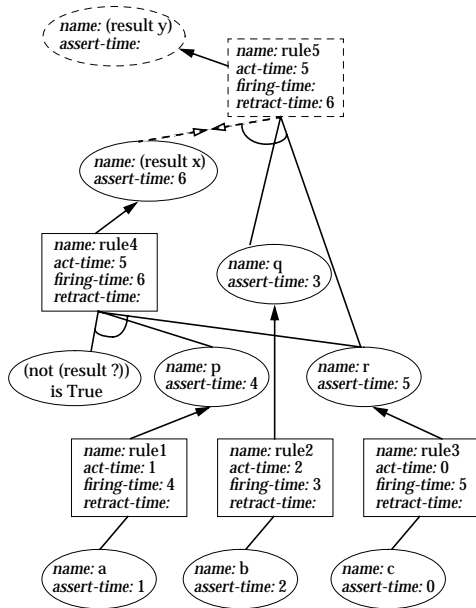 name: (result y)
assert-time:
name: rule5
act-time: 5
firing-time:
retract-time: 6
name: (result x)
assert-time: 6
name: rule4
act-time: 5
firing-time: 6
retract-time:
name: q
assert-time: 3
(not (result ?))
is True
name: p
assert-time: 4
name: r
assert-time: 5
name: rule1
act-time: 1
firing-time: 4
retract-time:
name: rule2
act-time: 2
firing-time: 3
retract-time:
name: rule3
act-time: 0
firing-time: 5
retract-time:
name: a
assert-time: 1
name: b
assert-time: 2
name: c
assert-time: 0